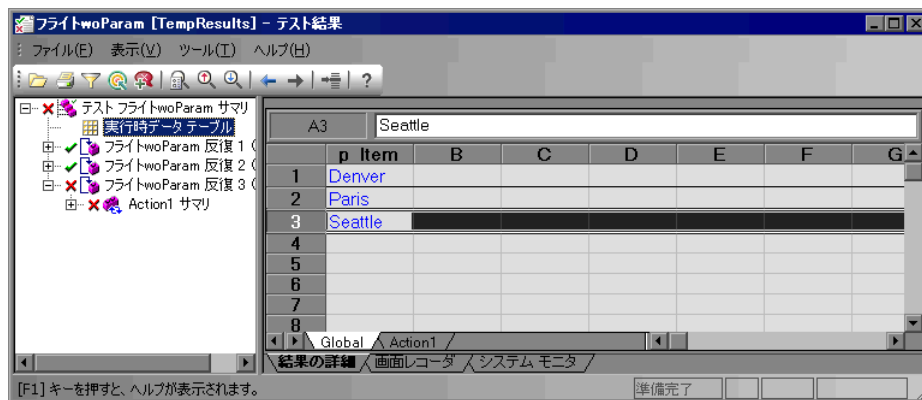 フライトwoParam [TempResults] - テスト結果
ファイル(F) 表示(V) ツール(T) ヘルプ(H)
?
テスト フライトwoParam サマリ
実行時データ テーブル
フライトwoParam 反復 1 (
フライトwoParam 反復 2 (
フライトwoParam 反復 3 (
Action1 サマリ
A3 Seattle
p_Item B C D E F G
1 Denver
2 Paris
3 Seattle
4
5
6
7
8
Global Action1
結果の詳細 画面レコーダ システム モニタ
[F1] キーを押すと、ヘルプが表示されます。 準備完了